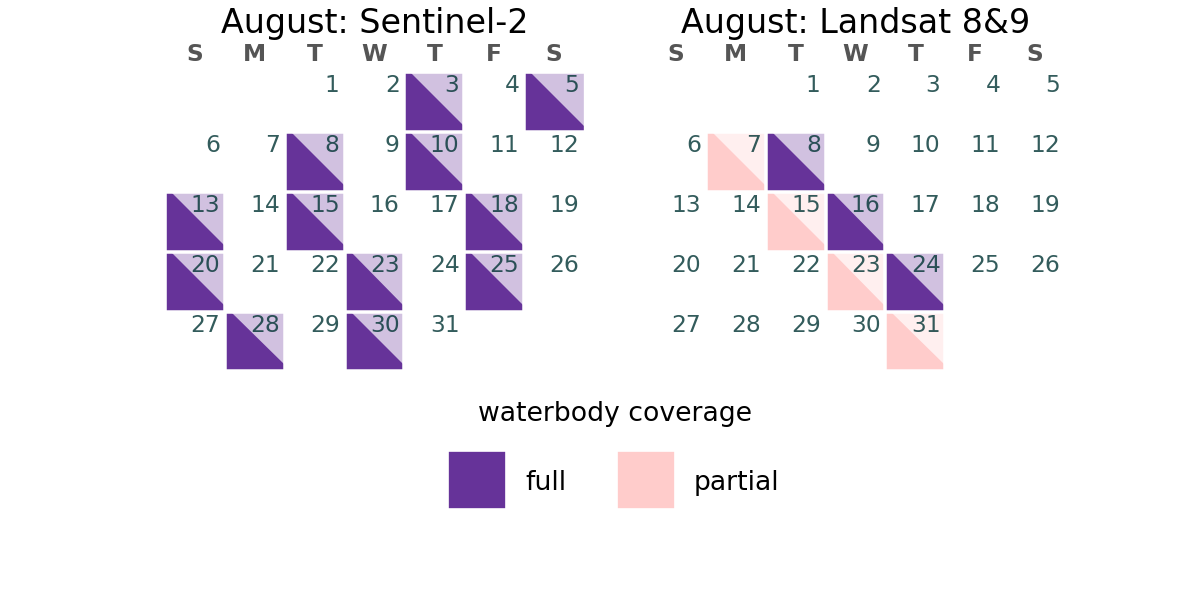 August: Sentinel-2
S M T W T F S
1 2 3 4 5
6 7 8 9 10 11 12
13 14 15 16 17 18 19
20 21 22 23 24 25 26
27 28 29 30 31
August: Landsat 8&9
S M T W T F S
1 2 3 4 5
6 7 8 9 10 11 12
13 14 15 16 17 18 19
20 21 22 23 24 25 26
27 28 29 30 31
waterbody coverage
full
partial